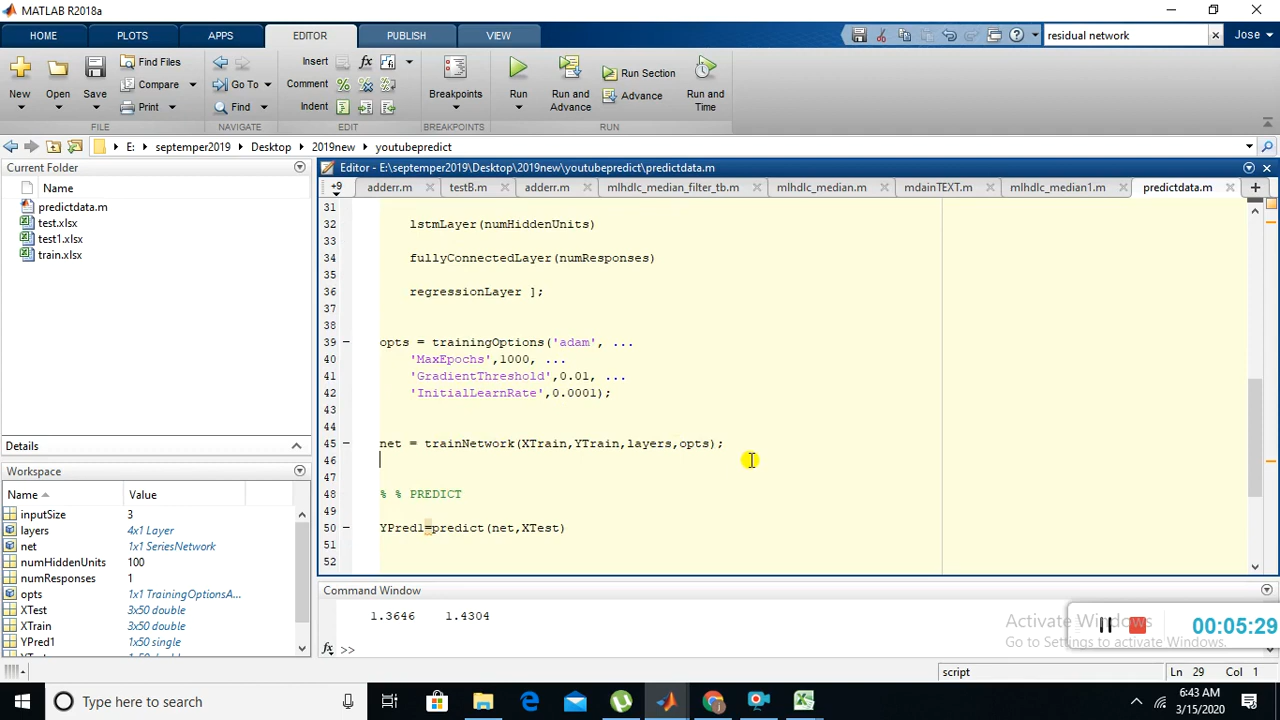 MATLAB R2018a
HOME PLOTS APPS EDITOR PUBLISH VIEW residual network Jose
New Open Save Find Files Compare Print Go To Find Insert fx Comment Indent Breakpoints Run Run and Advance Run Section Advance Run and Time
FILE NAVIGATE EDIT BREAKPOINTS RUN
E: septemper2019 Desktop 2019new youtubepredict
Current Folder
Name
predictdata.m
test.xlsx
test1.xlsx
train.xlsx
Details
Workspace
Name Value
inputSize 3
layers 4x1 Layer
net 1x1 SeriesNetwork
numHiddenUnits 100
numResponses 1
opts 1x1 TrainingOptionsA...
XTest 3x50 double
XTrain 3x50 double
YPred1 1x50 single
Editor - E:\septemper2019\Desktop\2019new\youtubepredict\predictdata.m
+9 adderr.m testB.m adderr.m mlhdlc_median_filter_tb.m mlhdlc_median.m mdainTEXT.m mlhdlc_median1.m predictdata.m
31
32 lstmLayer(numHiddenUnits)
33
34 fullyConnectedLayer(numResponses)
35
36 regressionLayer ];
37
38
39 opts = trainingOptions('adam', ...
40 'MaxEpochs',1000, ...
41 'GradientThreshold',0.01, ...
42 'InitialLearnRate',0.0001);
43
44
45 net = trainNetwork(XTrain,YTrain,layers,opts);
46
47
48 % % PREDICT
49
50 YPred1=predict(net,XTest)
51
52
Command Window
1.3646 1.4304
fx >>
Activate Windows
Go to Settings to activate Windows.
00:05:29
script Ln 29 Col 1
Type here to search
6:43 AM
3/15/2020